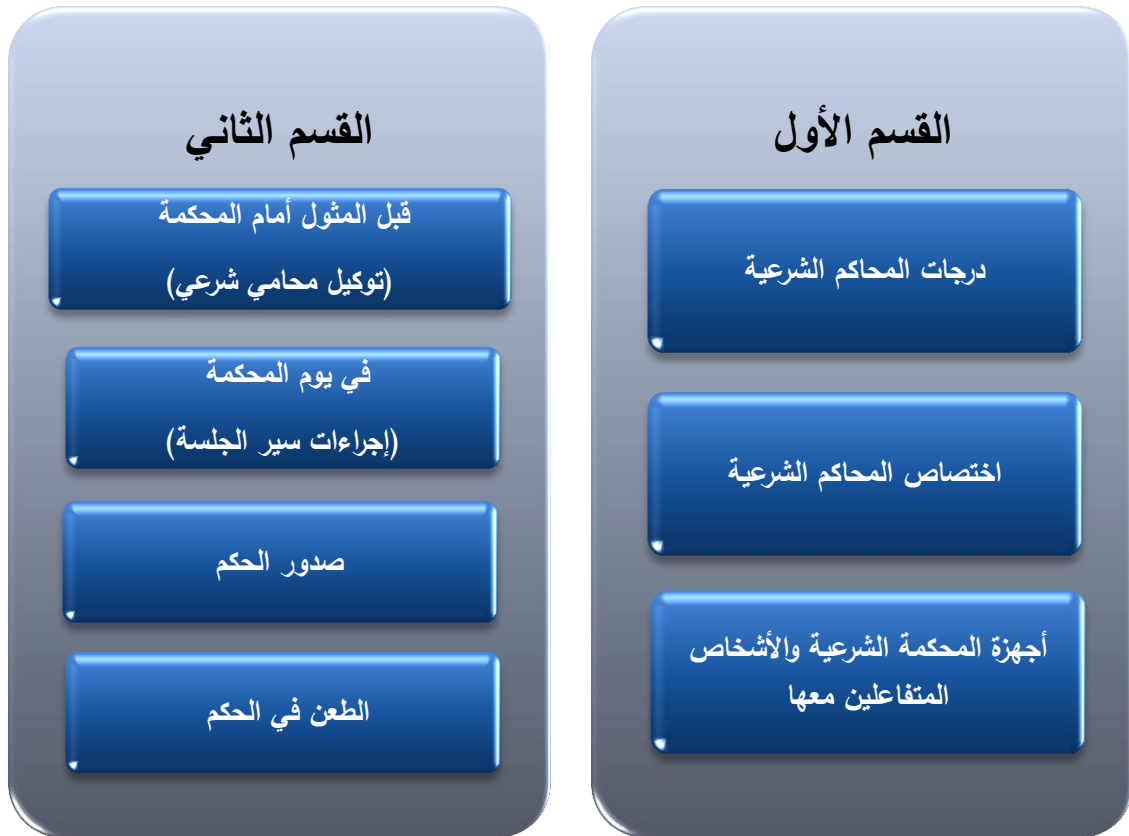 القسم الأول
درجات المحاكم الشرعية
اختصاص المحاكم الشرعية
أجهزة المحكمة الشرعية والأشخاص
المتفاعلين معها
القسم الثاني
قبل المثول أمام المحكمة
(توكيل محامي شرعي)
في يوم المحكمة
(إجراءات سير الجلسة)
صدور الحكم
الطعن في الحكم